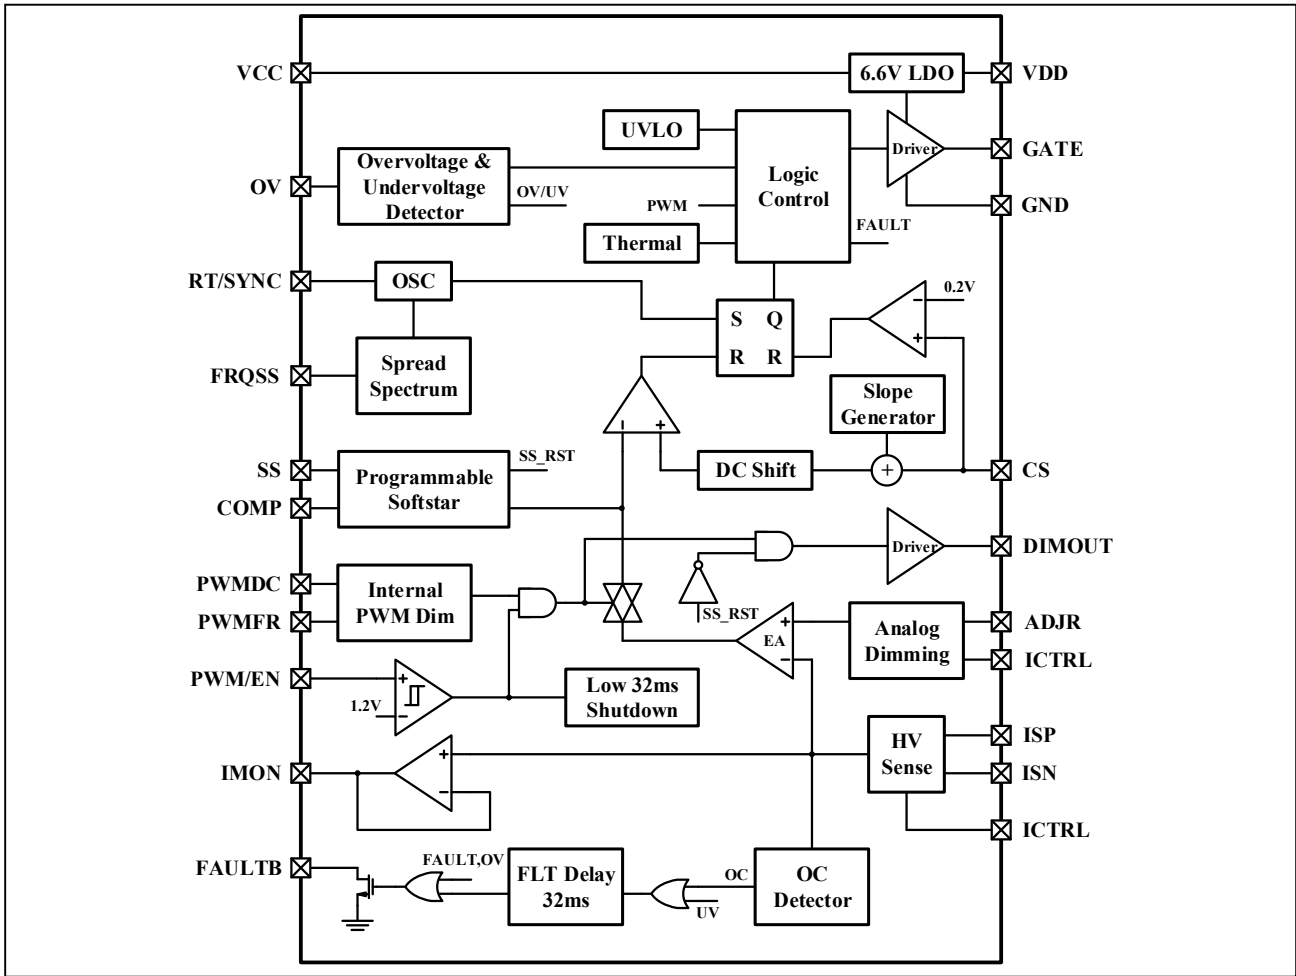 VCC
6.6V LDO
VDD
UVLO
Driver
GATE
Overvoltage &
Undervoltage
Detector
OV
OV/UV
Logic
Control
PWM
GND
Thermal
FAULT
RT/SYNC
OSC
0.2V
S Q
R R
FRQSS
Spread
Spectrum
Slope
Generator
SS
SS_RST
Programmable
Softstar
DC Shift
CS
COMP
Driver
DIMOUT
PWMDC
Internal
PWM Dim
PWMFR
SS_RST
EA
Analog
Dimming
ADJR
ICTRL
PWM/EN
1.2V
Low 32ms
Shutdown
HV
Sense
ISP
ISN
IMON
ICTRL
FAULTB
FAULT,OV
FLT Delay
32ms
OC
UV
OC
Detector